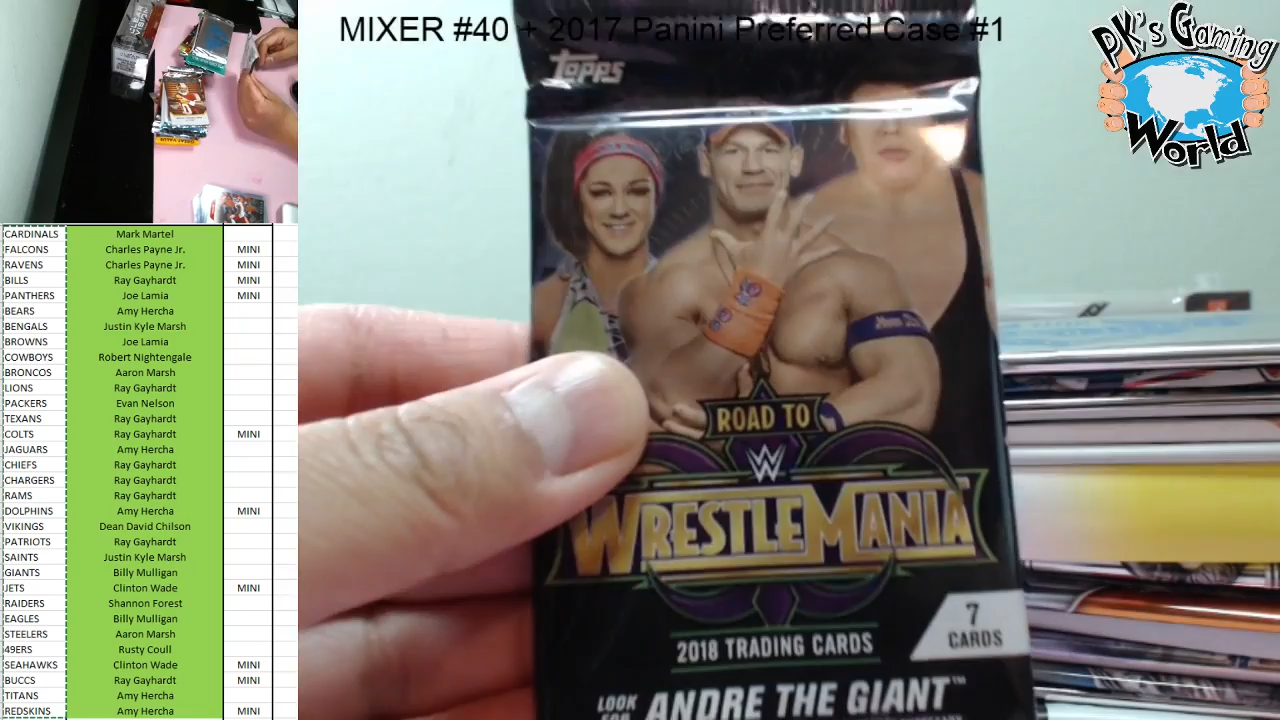 MIXER #40 + 2017 Panini Preferred Case #1
PK's Gaming
World
TOPPS
ROAD TO
W
WRESTLEMANIA
7
CARDS
2018 TRADING CARDS
LOOK
FOR
ANDRE THE GIANT™
CARDINALS Mark Martel
FALCONS Charles Payne Jr. MINI
RAVENS Charles Payne Jr. MINI
BILLS Ray Gayhardt MINI
PANTHERS Joe Lamia MINI
BEARS Amy Hercha
BENGALS Justin Kyle Marsh
BROWNS Joe Lamia
COWBOYS Robert Nightengale
BRONCOS Aaron Marsh
LIONS Ray Gayhardt
PACKERS Evan Nelson
TEXANS Ray Gayhardt
COLTS Ray Gayhardt MINI
JAGUARS Amy Hercha
CHIEFS Ray Gayhardt
CHARGERS Ray Gayhardt
RAMS Ray Gayhardt
DOLPHINS Amy Hercha MINI
VIKINGS Dean David Chilson
PATRIOTS Ray Gayhardt
SAINTS Justin Kyle Marsh
GIANTS Billy Mulligan
JETS Clinton Wade MINI
RAIDERS Shannon Forest
EAGLES Billy Mulligan
STEELERS Aaron Marsh
49ERS Rusty Coull
SEAHAWKS Clinton Wade MINI
BUCCS Ray Gayhardt MINI
TITANS Amy Hercha
REDSKINS Amy Hercha MINI